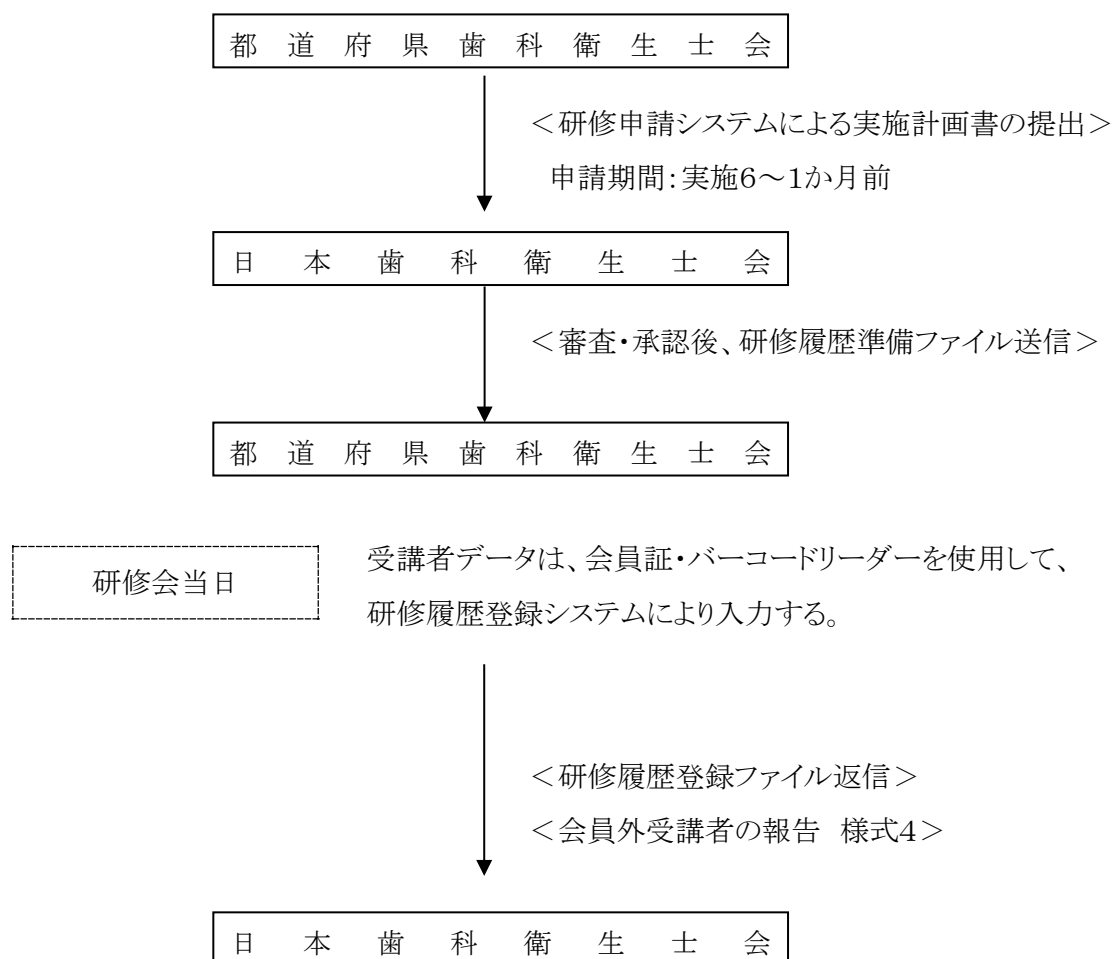 都道府県歯科衛生士会
＜研修申請システムによる実施計画書の提出＞
申請期間：実施６～１か月前
日本歯科衛生士会
＜審査・承認後、研修履歴準備ファイル送信＞
都道府県歯科衛生士会
研修会当日
受講者データは、会員証・バーコードリーダーを使用して、
研修履歴登録システムにより入力する。
＜研修履歴登録ファイル返信＞
＜会員外受講者の報告　様式４＞
日本歯科衛生士会